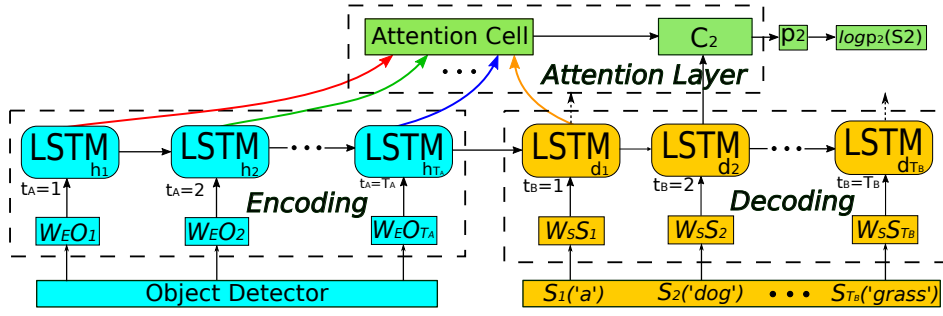 Attention Cell
C2
p2
logp2(S2)
...
Attention Layer
LSTM h1
LSTM h2
...
LSTM hTA
LSTM d1
LSTM d2
...
LSTM dTB
tA=1
tA=2
tA=TA
tB=1
tB=2
tB=TB
Encoding
Decoding
WEO1
WEO2
WEOTA
WSS1
WSS2
WSSTB
Object Detector
S1('a')
S2('dog')
...
STB('grass')